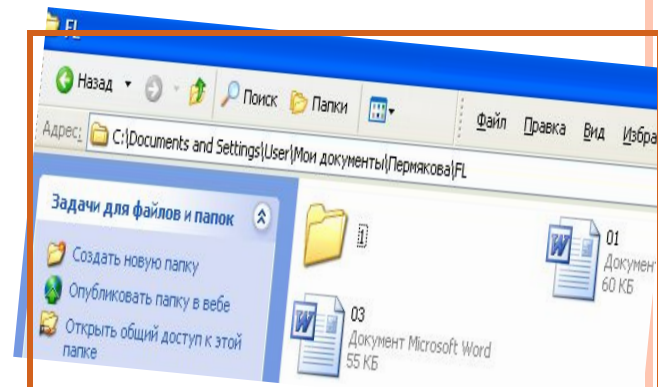 FL
Назад Поиск Папки Файл Правка Вид Избра
Адрес: C:\Documents and Settings\User\Мои документы\Пермякова\FL
Задачи для файлов и папок
Создать новую папку
Опубликовать папку в вебе
Открыть общий доступ к этой
папке
1
01
Документ
60 КБ
03
Документ Microsoft Word
55 КБ